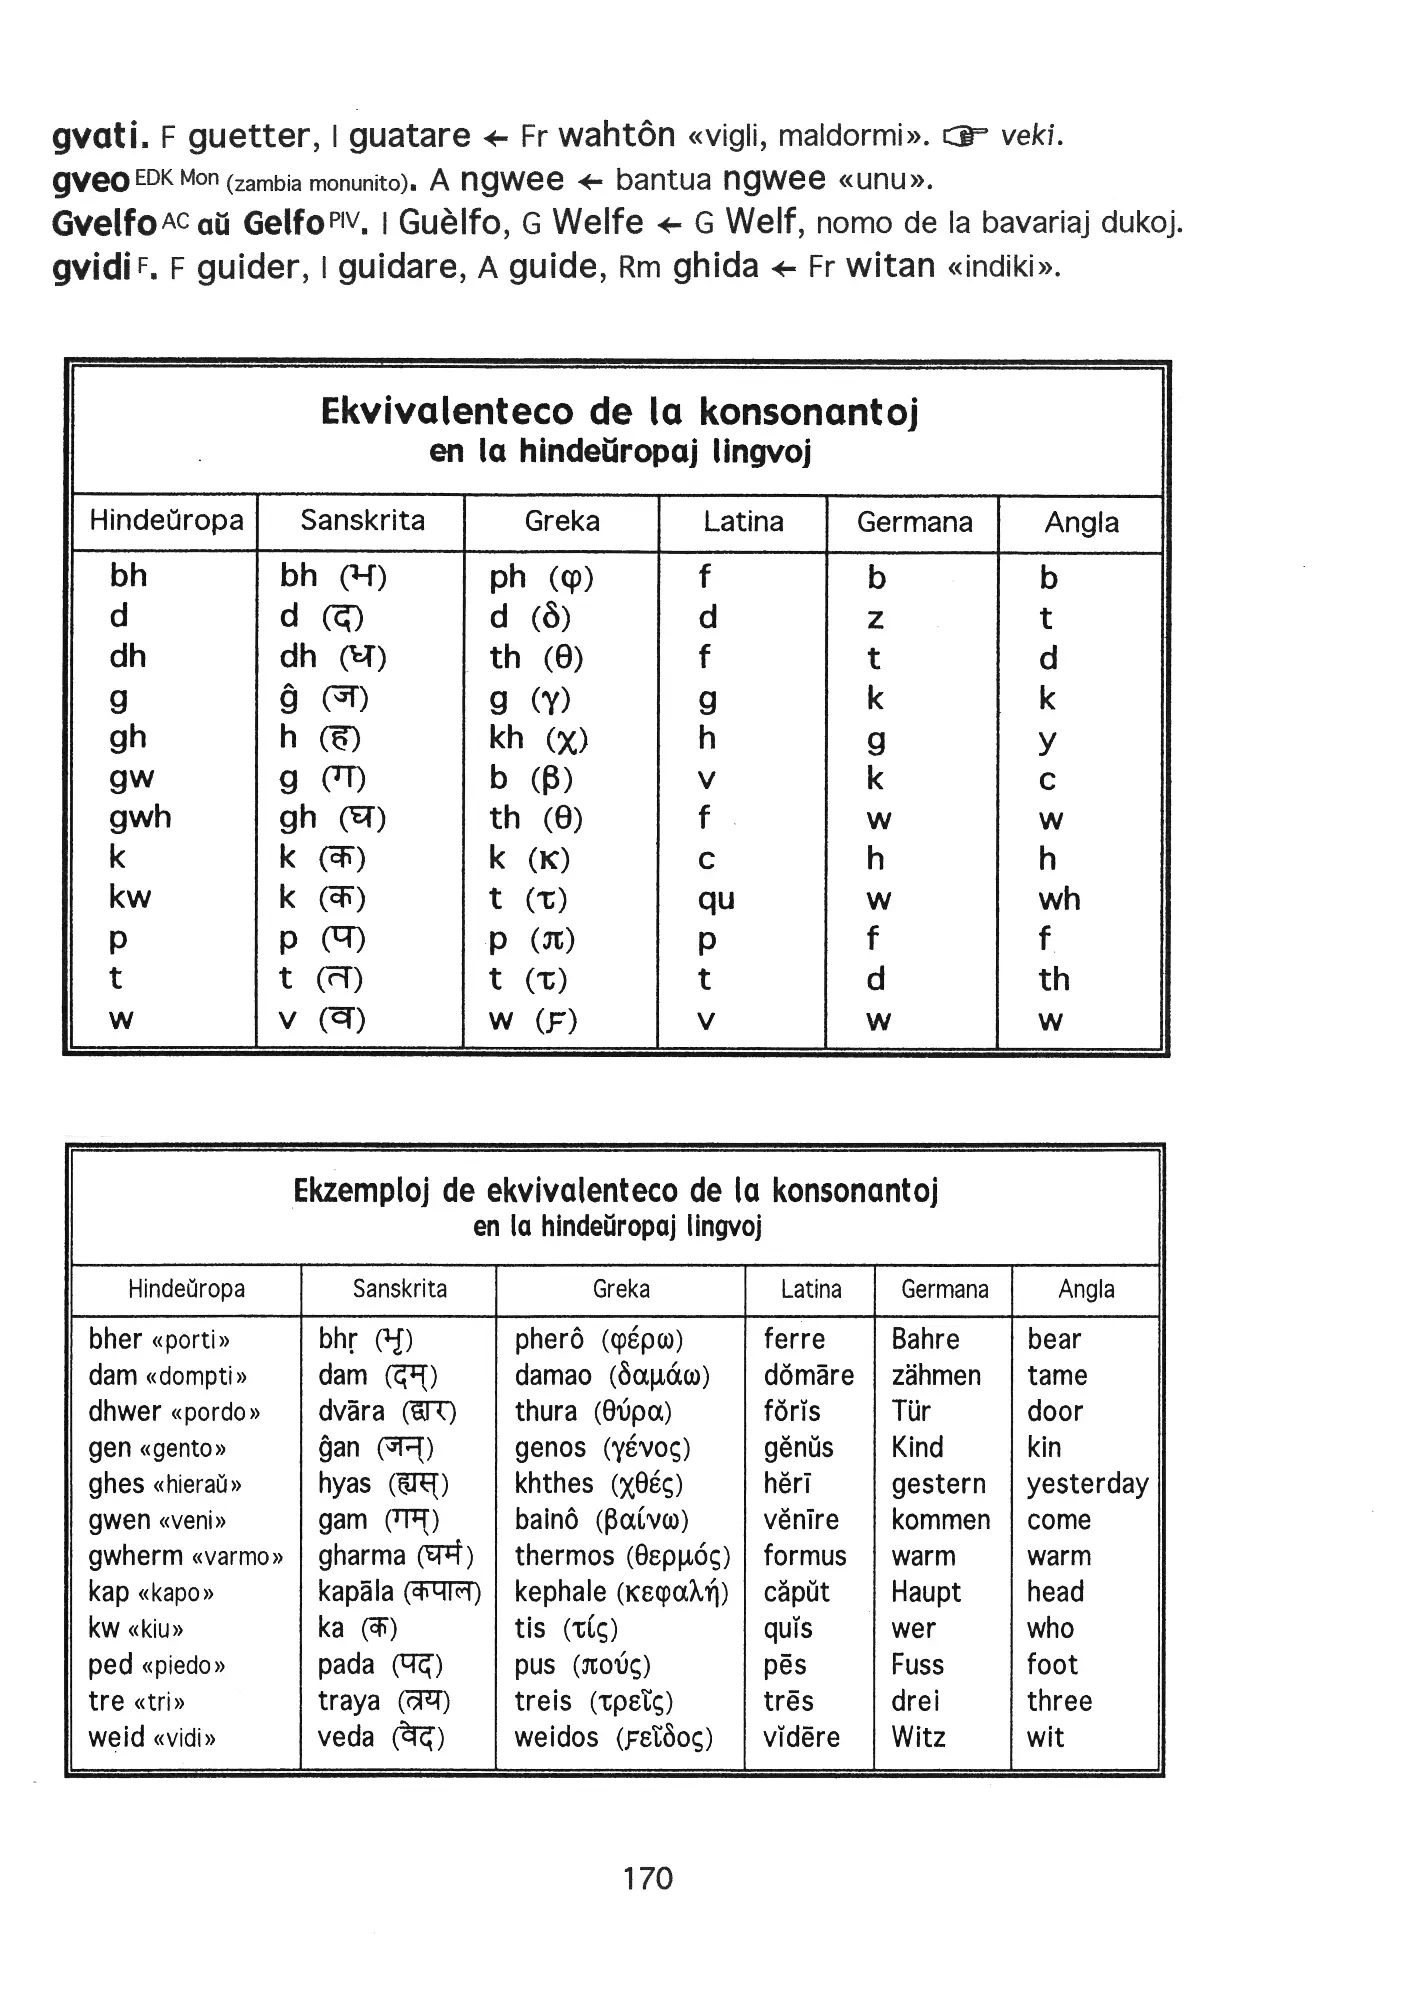 gvati. F guetter, I guatare ← Fr wahtôn «vigli, maldormi». ☞ veki.
gveo EDK Mon (zambia monunito). A ngwee ← bantua ngwee «unu».
Gvelfo AC aŭ Gelfo PIV. I Guèlfo, G Welfe ← G Welf, nomo de la bavariaj dukoj.
gvidi F. F guider, I guidare, A guide, Rm ghida ← Fr witan «indiki».
Ekvivalenteco de la konsonantoj
en la hindeŭropaj lingvoj
Hindeŭropa Sanskrita Greka Latina Germana Angla
bh bh (भ) ph (φ) f b b
d d (द) d (δ) d z t
dh dh (ध) th (θ) f t d
g ĝ (ज) g (γ) g k k
gh h (ह) kh (χ) h g y
gw g (ग) b (β) v k c
gwh gh (घ) th (θ) f w w
k k (क) k (κ) c h h
kw k (क) t (τ) qu w wh
p p (प) p (π) p f f
t t (त) t (τ) t d th
w v (व) w (ϝ) v w w
Ekzemploj de ekvivalenteco de la konsonantoj
en la hindeŭropaj lingvoj
Hindeŭropa Sanskrita Greka Latina Germana Angla
bher «porti» bhṛ (भृ) pherô (φέρω) ferre Bahre bear
dam «dompti» dam (दम्) damao (δαμάω) dŏmāre zähmen tame
dhwer «pordo» dvāra (द्वार) thura (θύρα) fŏrĭs Tür door
gen «gento» ĝan (जन्) genos (γένος) gĕnŭs Kind kin
ghes «hieraŭ» hyas (ह्यस्) khthes (χθές) hĕrī gestern yesterday
gwen «veni» gam (गम्) bainô (βαίνω) vĕnīre kommen come
gwherm «varmo» gharma (घर्म) thermos (θερμός) formus warm warm
kap «kapo» kapāla (कपाल) kephale (κεφαλή) căpŭt Haupt head
kw «kiu» ka (क) tis (τίς) quĭs wer who
ped «piedo» pada (पद्) pus (πούς) pēs Fuss foot
tre «tri» traya (त्रय) treis (τρεῖς) trēs drei three
weid «vidi» veda (वेद्) weidos (ϝεῖδος) vĭdēre Witz wit
170